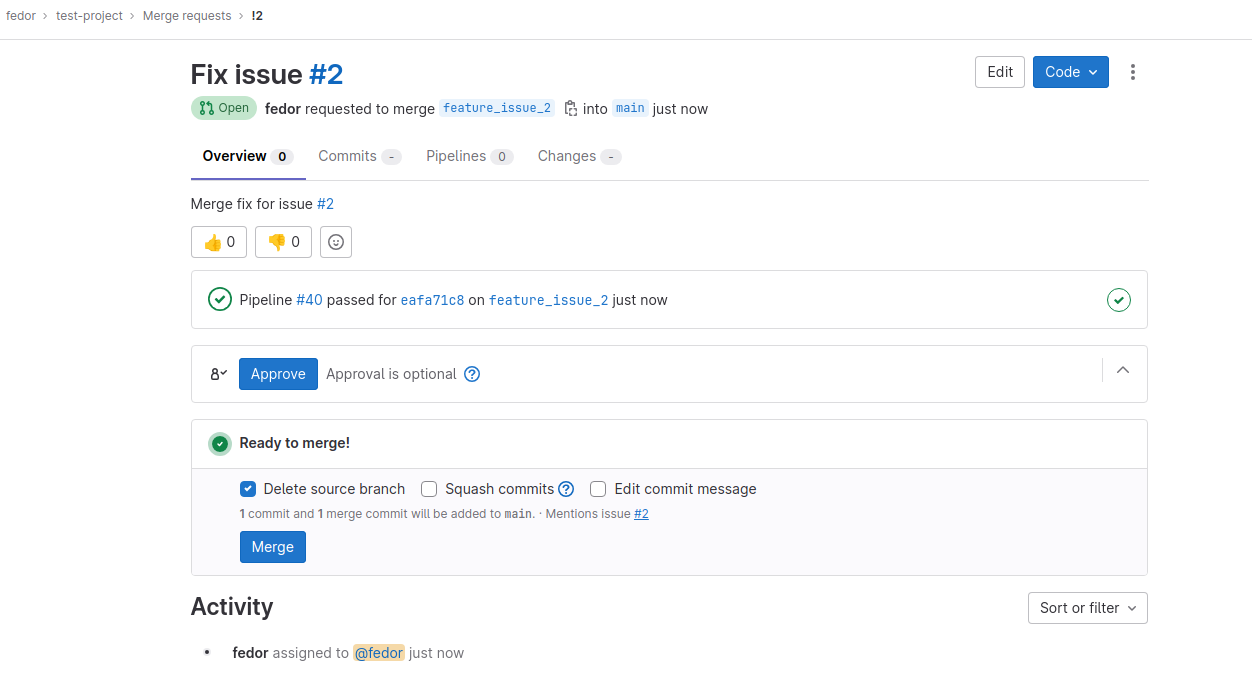 fedor › test-project › Merge requests › !2
Fix issue #2
Edit Code
Open fedor requested to merge feature_issue_2 into main just now
Overview 0 Commits - Pipelines 0 Changes -
Merge fix for issue #2
👍 0 👎 0
Pipeline #40 passed for eafa71c8 on feature_issue_2 just now
Approve Approval is optional ?
Ready to merge!
Delete source branch Squash commits ? Edit commit message
1 commit and 1 merge commit will be added to main. · Mentions issue #2
Merge
Activity
Sort or filter
fedor assigned to @fedor just now